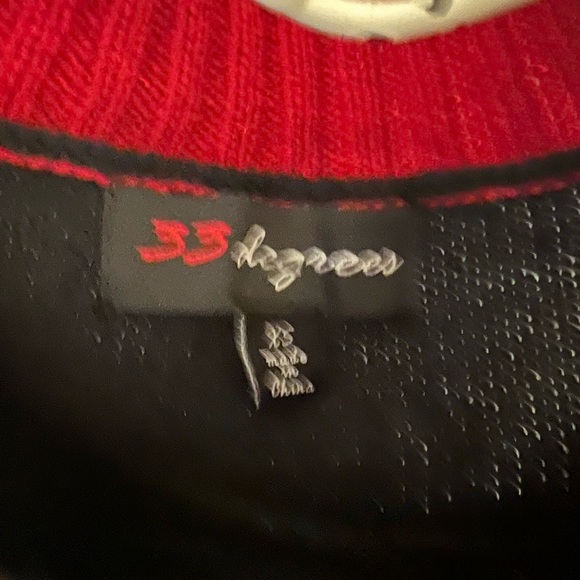 33 degrees
XS
made
in
China